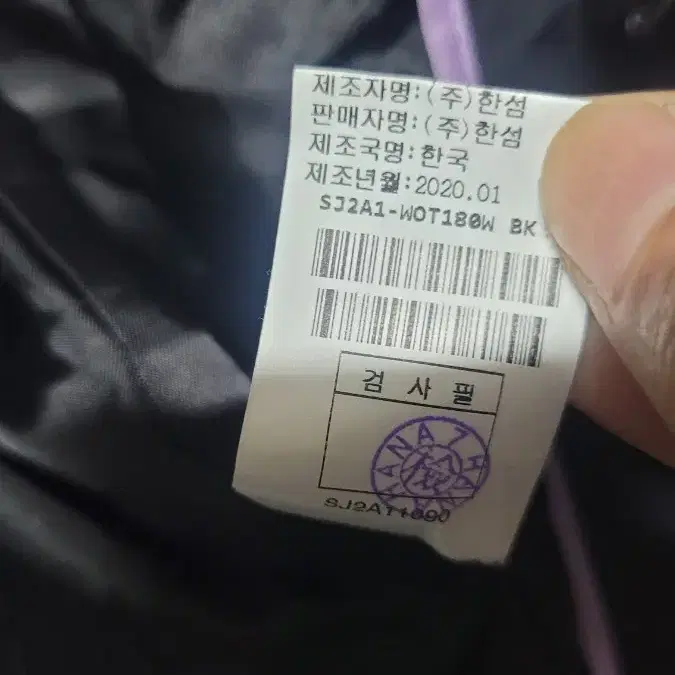 제조자명:(주)한섬
판매자명:(주)한섬
제조국명:한국
제조년월:2020.01
SJ2A1-WOT180W BK
검 사 필